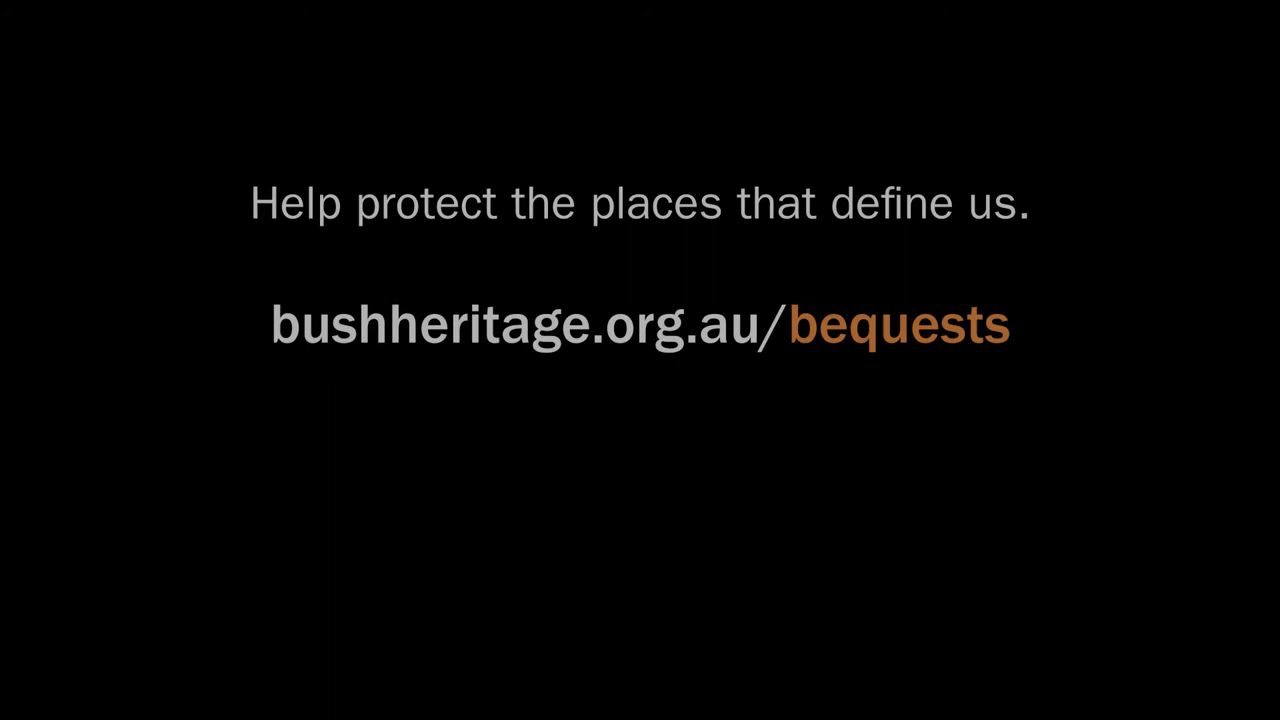 Help protect the places that define us.
bushheritage.org.au/bequests